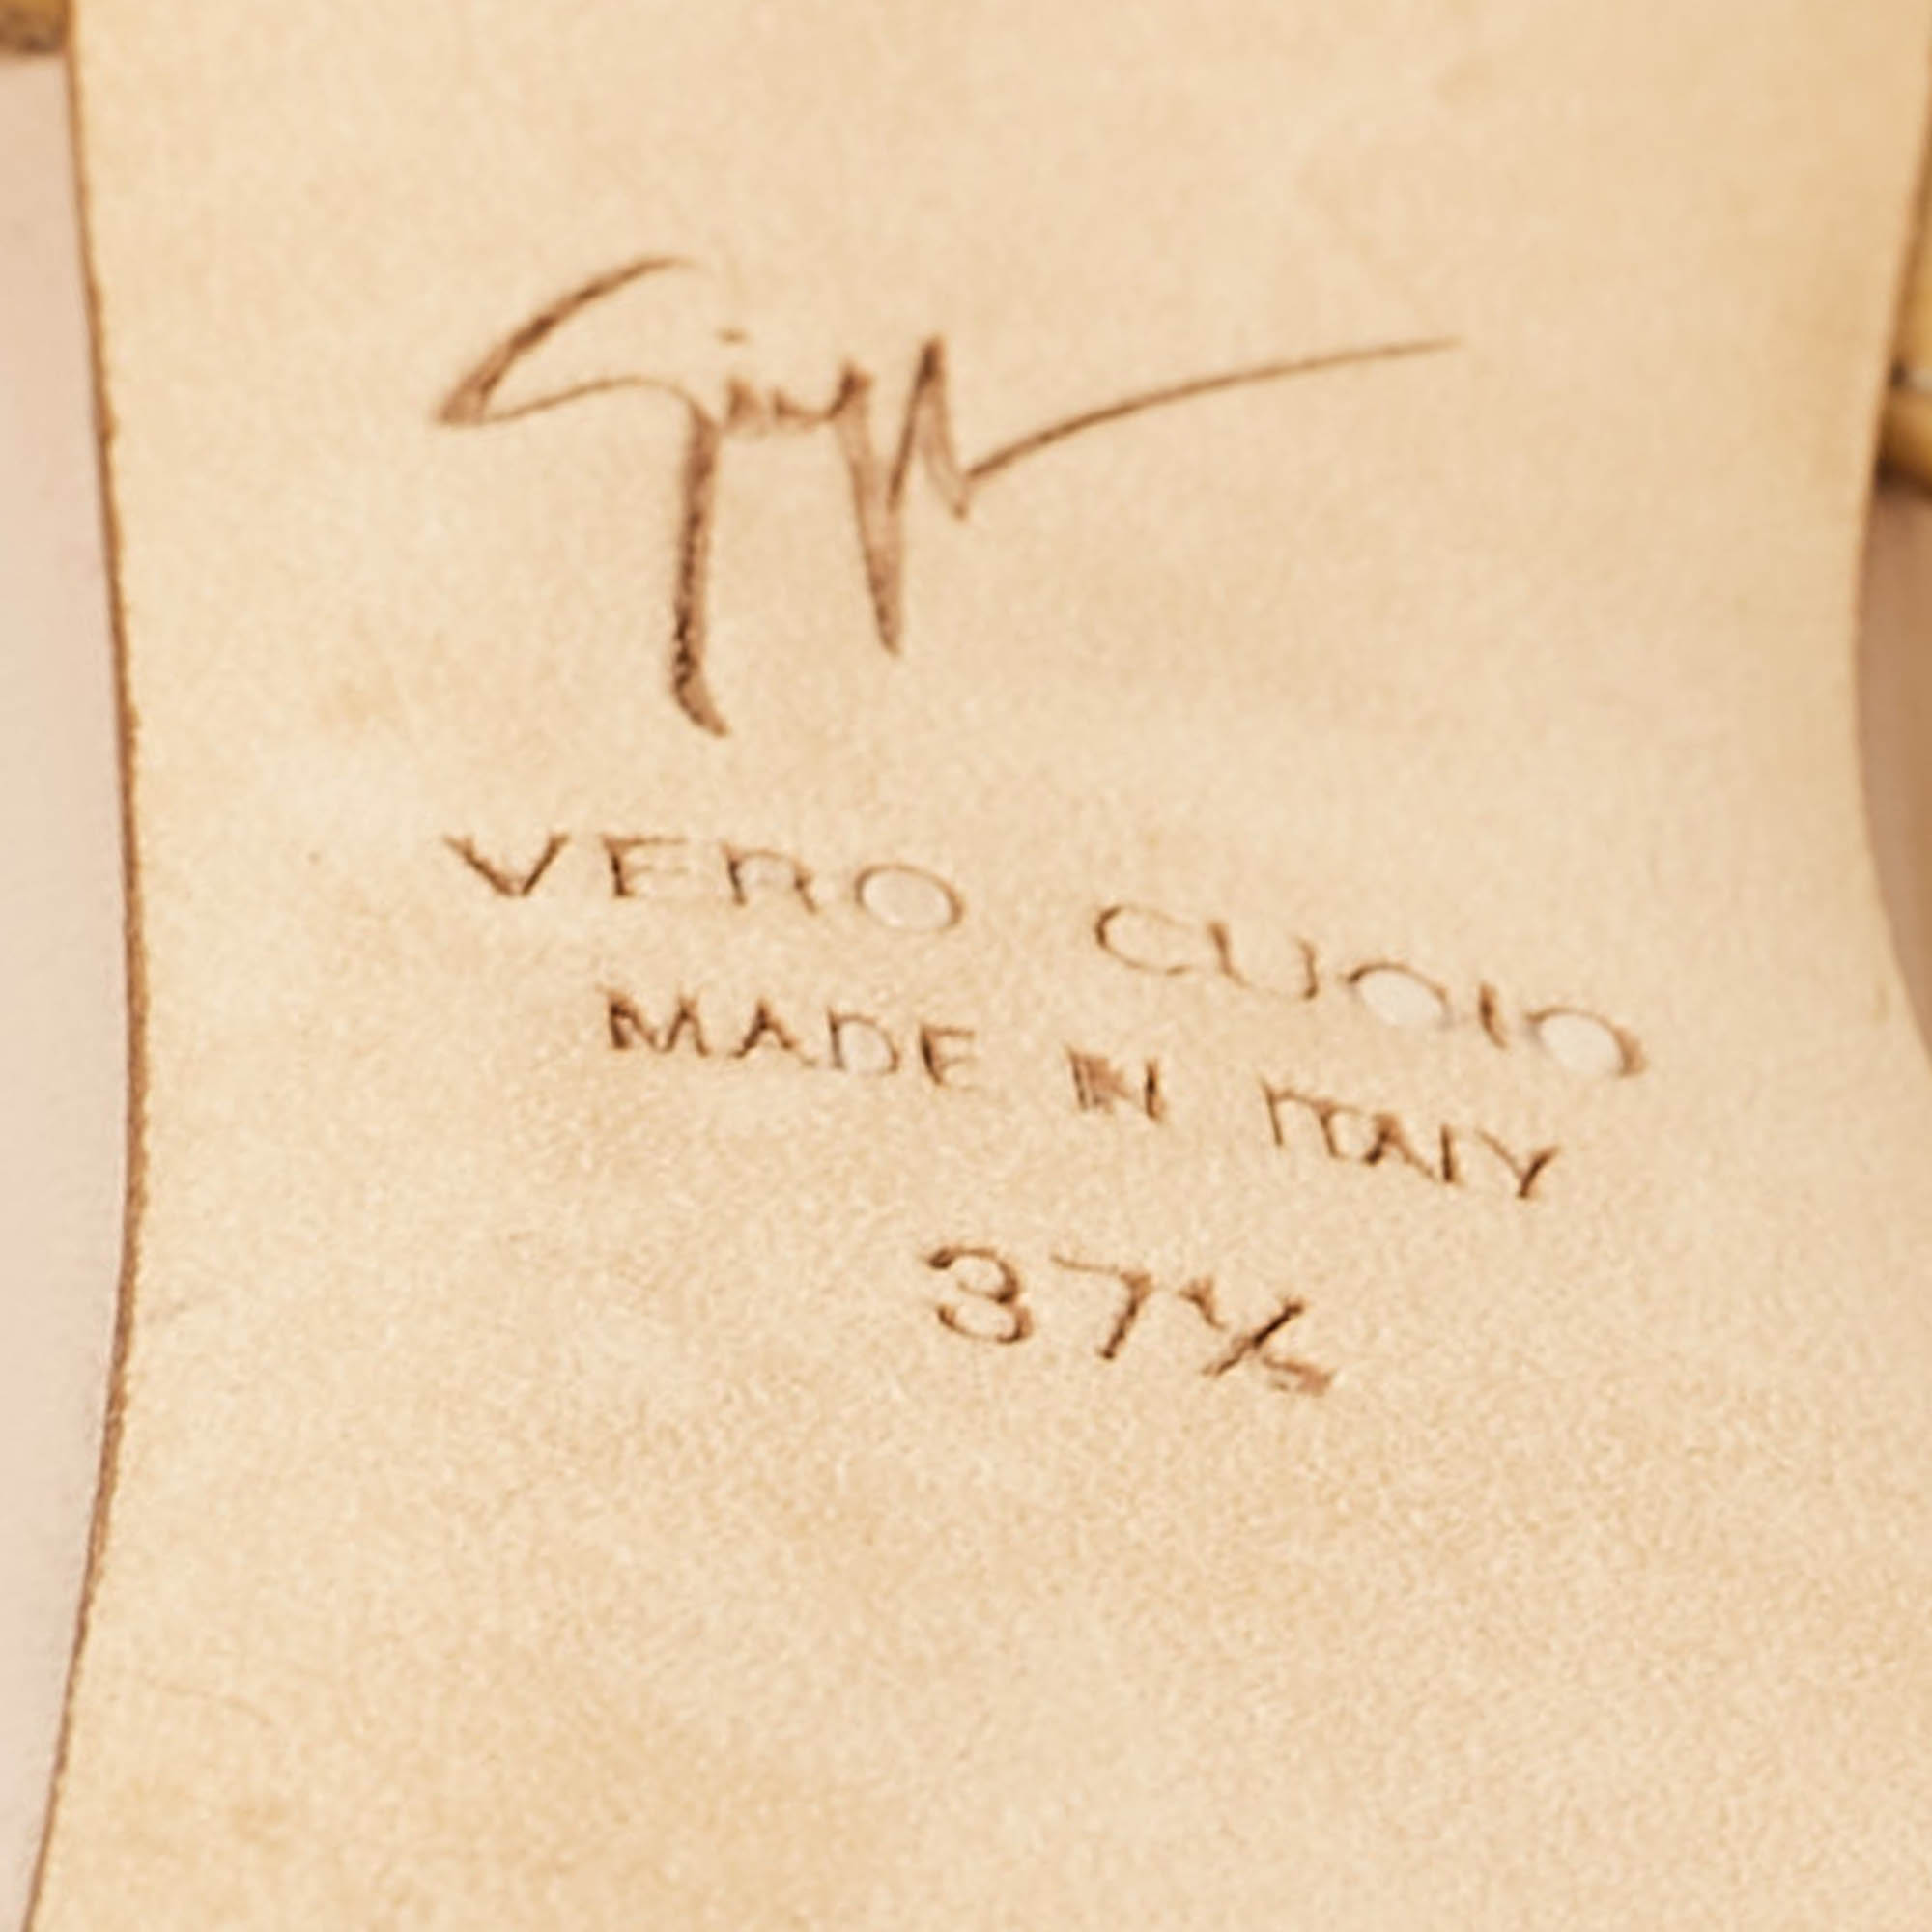 VERO CUOIO
MADE IN ITALY
37½